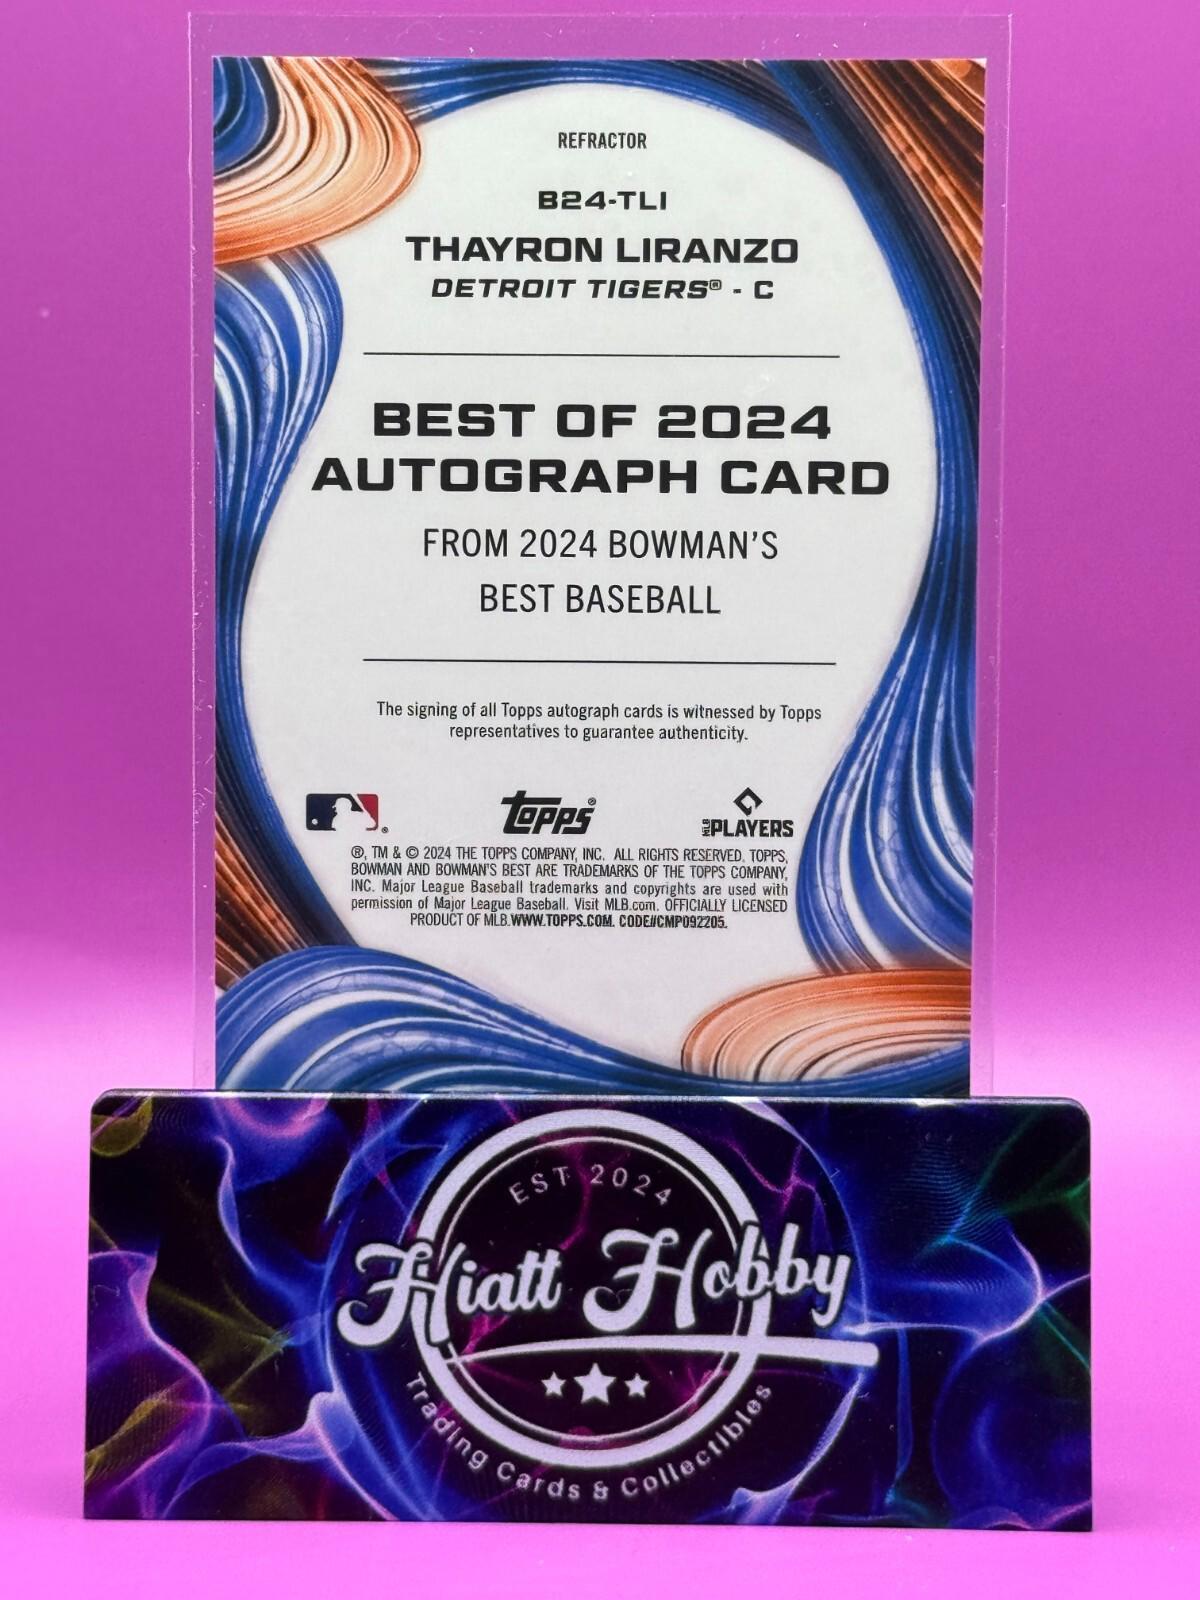 REFRACTOR
B24-TLI
THAYRON LIRANZO
DETROIT TIGERS® - C
BEST OF 2024
AUTOGRAPH CARD
FROM 2024 BOWMAN'S
BEST BASEBALL
The signing of all Topps autograph cards is witnessed by Topps
representatives to guarantee authenticity.
® topps® MLB PLAYERS
®, TM & © 2024 THE TOPPS COMPANY, INC. ALL RIGHTS RESERVED. TOPPS,
BOWMAN AND BOWMAN'S BEST ARE TRADEMARKS OF THE TOPPS COMPANY,
INC. Major League Baseball trademarks and copyrights are used with
permission of Major League Baseball. Visit MLB.com. OFFICIALLY LICENSED
PRODUCT OF MLB.WWW.TOPPS.COM. CODE#CMP092205.
EST 2024
Hiatt Hobby
Trading Cards & Collectibles